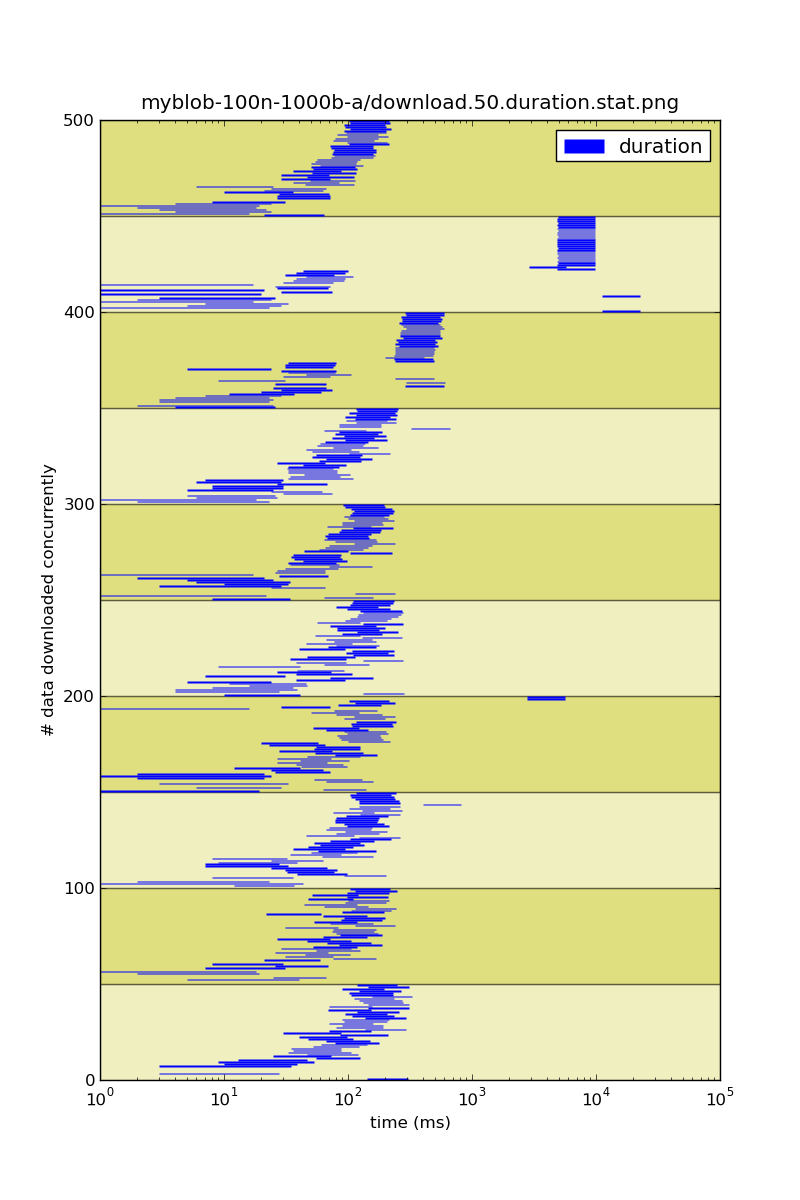 myblob-100n-1000b-a/download.50.duration.stat.png
duration
500
400
300
200
100
0
# data downloaded concurrently
10^0 10^1 10^2 10^3 10^4 10^5
time (ms)